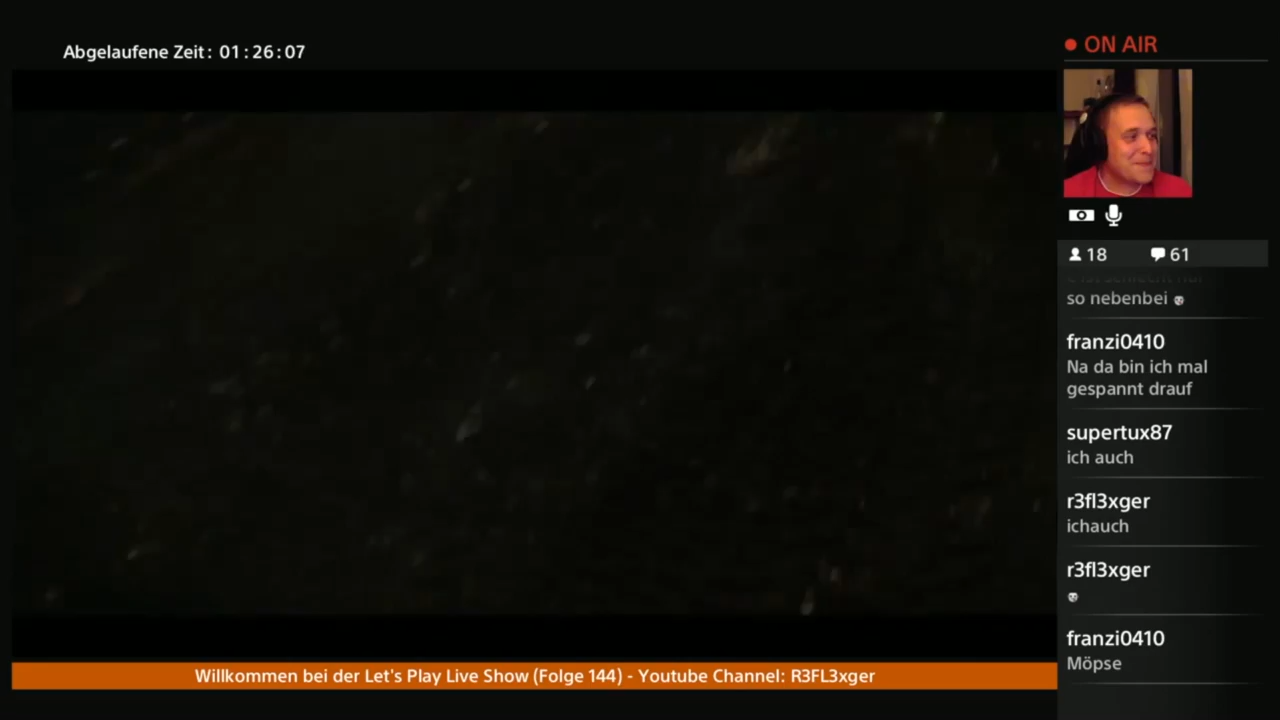 Abgelaufene Zeit: 01:26:07
ON AIR
18
61
so nebenbei
franzi0410
Na da bin ich mal
gespannt drauf
supertux87
ich auch
r3fl3xger
ichauch
r3fl3xger
franzi0410
Möpse
Willkommen bei der Let's Play Live Show (Folge 144) - Youtube Channel: R3FL3xger